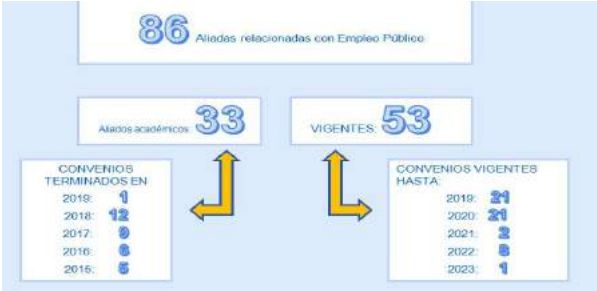 86 Aliadas relacionadas con Empleo Público
Aliados académicos: 33
VIGENTES: 53
CONVENIOS
TERMINADOS EN
2019: 1
2018: 12
2017: 9
2016: 6
2015: 5
CONVENIOS VIGENTES
HASTA:
2019: 21
2020: 21
2021: 2
2022: 8
2023: 1